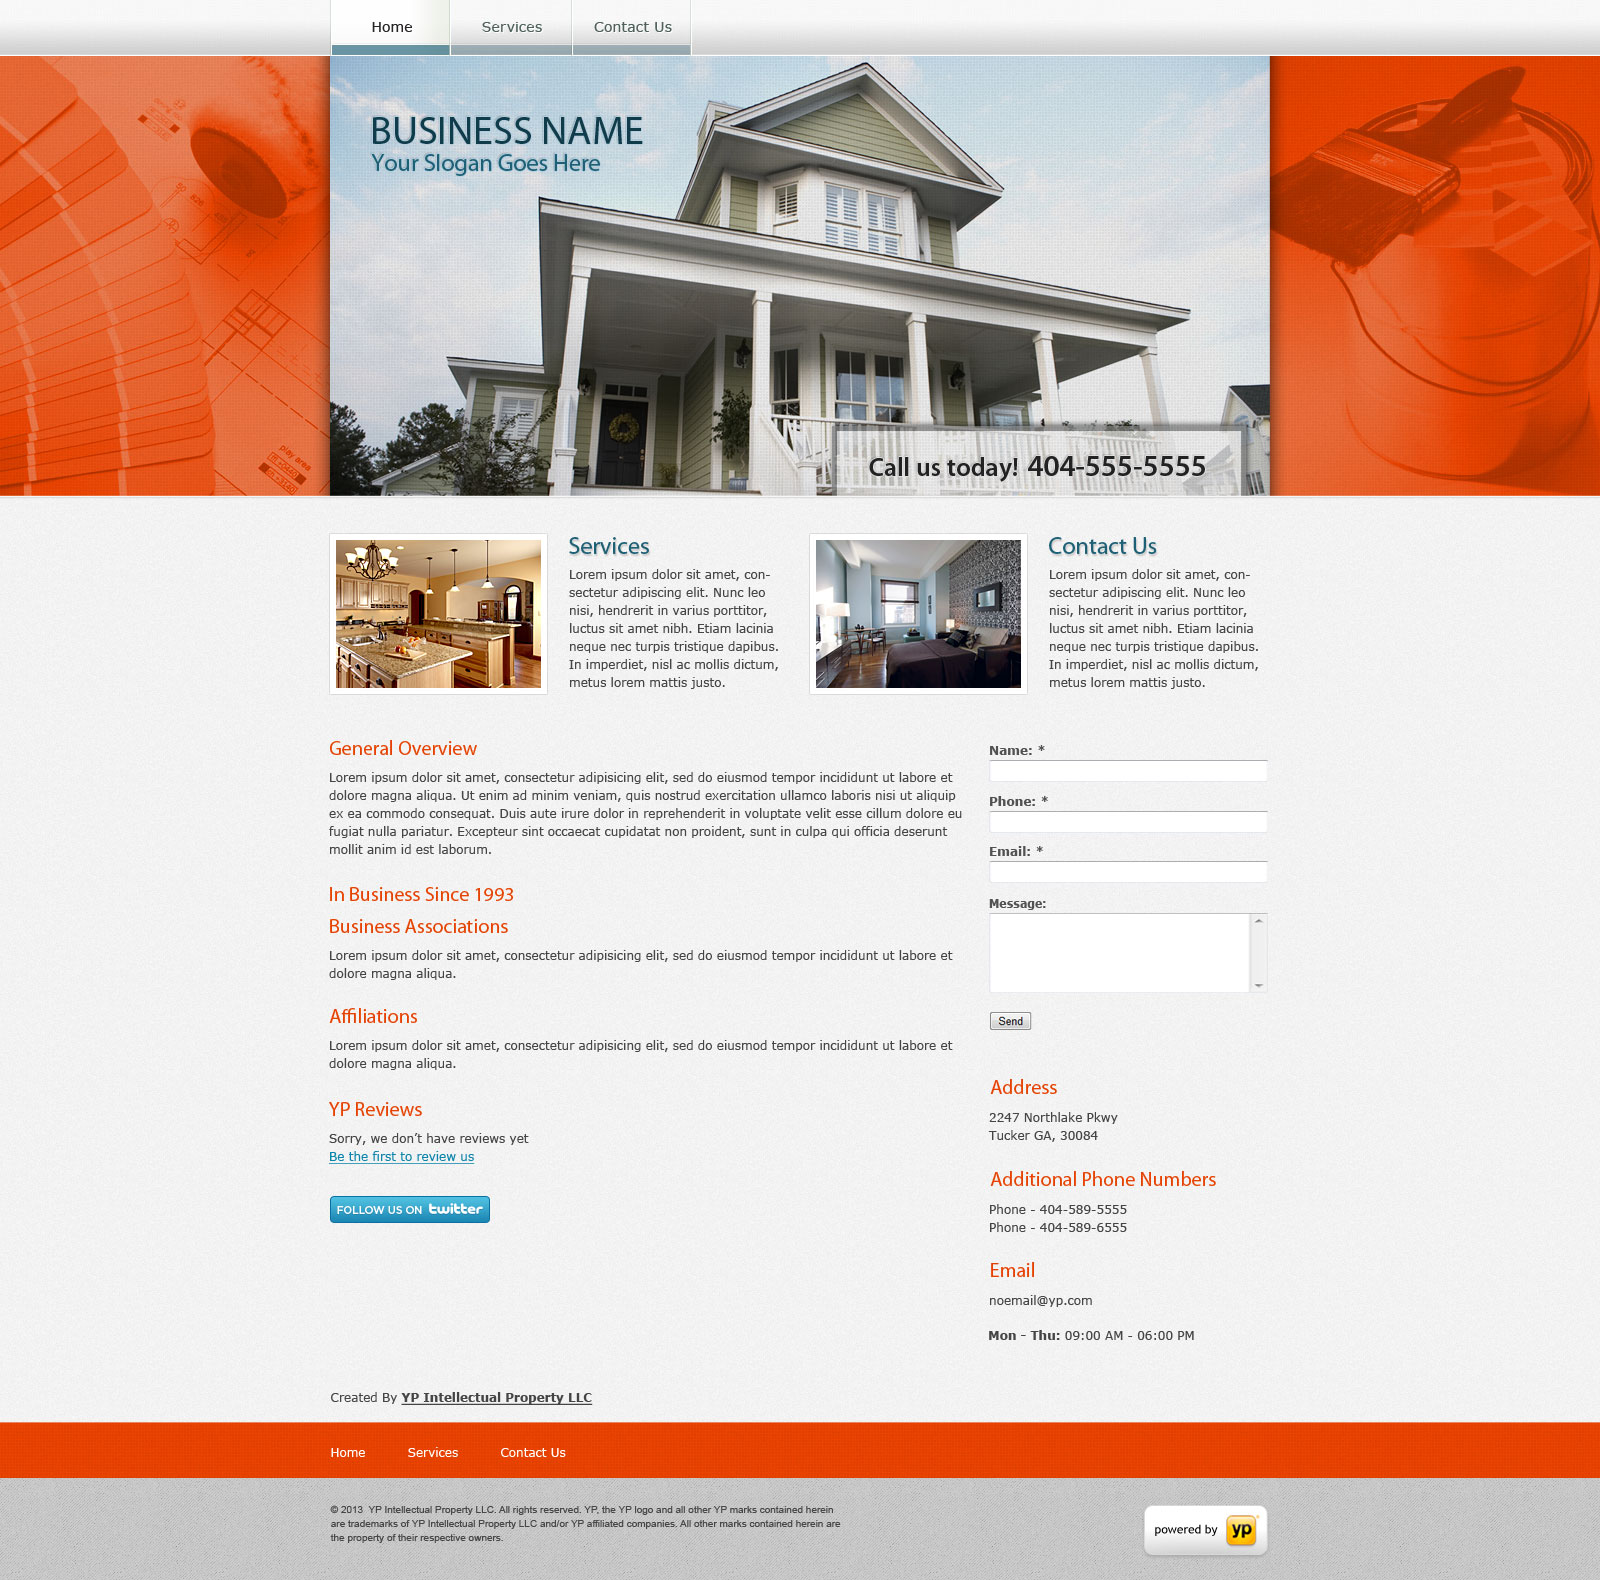 Home Services Contact Us
BUSINESS NAME
Your Slogan Goes Here
play area
Call us today! 404-555-5555
Services
Lorem ipsum dolor sit amet, con-
sectetur adipiscing elit. Nunc leo
nisi, hendrerit in varius porttitor,
luctus sit amet nibh. Etiam lacinia
neque nec turpis tristique dapibus.
In imperdiet, nisl ac mollis dictum,
metus lorem mattis justo.
Contact Us
Lorem ipsum dolor sit amet, con-
sectetur adipiscing elit. Nunc leo
nisi, hendrerit in varius porttitor,
luctus sit amet nibh. Etiam lacinia
neque nec turpis tristique dapibus.
In imperdiet, nisl ac mollis dictum,
metus lorem mattis justo.
General Overview
Lorem ipsum dolor sit amet, consectetur adipisicing elit, sed do eiusmod tempor incididunt ut labore et
dolore magna aliqua. Ut enim ad minim veniam, quis nostrud exercitation ullamco laboris nisi ut aliquip
ex ea commodo consequat. Duis aute irure dolor in reprehenderit in voluptate velit esse cillum dolore eu
fugiat nulla pariatur. Excepteur sint occaecat cupidatat non proident, sunt in culpa qui officia deserunt
mollit anim id est laborum.
In Business Since 1993
Business Associations
Lorem ipsum dolor sit amet, consectetur adipisicing elit, sed do eiusmod tempor incididunt ut labore et
dolore magna aliqua.
Affiliations
Lorem ipsum dolor sit amet, consectetur adipisicing elit, sed do eiusmod tempor incididunt ut labore et
dolore magna aliqua.
YP Reviews
Sorry, we don’t have reviews yet
Be the first to review us
FOLLOW US ON twitter
Name: *
Phone: *
Email: *
Message:
Send
Address
2247 Northlake Pkwy
Tucker GA, 30084
Additional Phone Numbers
Phone - 404-589-5555
Phone - 404-589-6555
Email
noemail@yp.com
Mon - Thu: 09:00 AM - 06:00 PM
Created By YP Intellectual Property LLC
Home Services Contact Us
© 2013 YP Intellectual Property LLC. All rights reserved. YP, the YP logo and all other YP marks contained herein
are trademarks of YP Intellectual Property LLC and/or YP affiliated companies. All other marks contained herein are
the property of their respective owners.
powered by yp